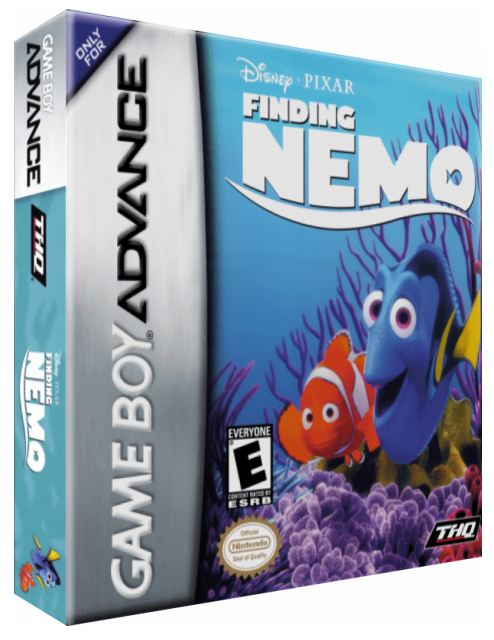 GAME BOY
ADVANCE
THQ
Disney · PIXAR
FINDING
NEMO
ONLY
FOR
GAME BOY ADVANCE
Disney · PIXAR
FINDING
NEMO
EVERYONE
E
CONTENT RATED BY
ESRB
Official
Nintendo
Seal of Quality
THQ